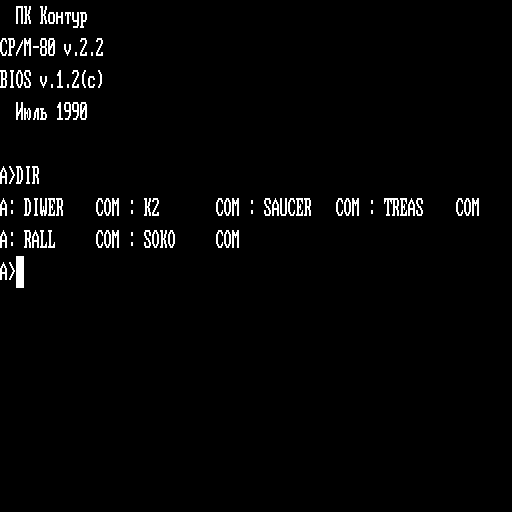 ПК Контур
CP/M-80 v.2.2
BIOS v.1.2(c)
Июль 1990
A>DIR
A: DIWER    COM : K2       COM : SAUCER   COM : TREAS    COM
A: RALL     COM : SOKO     COM
A>